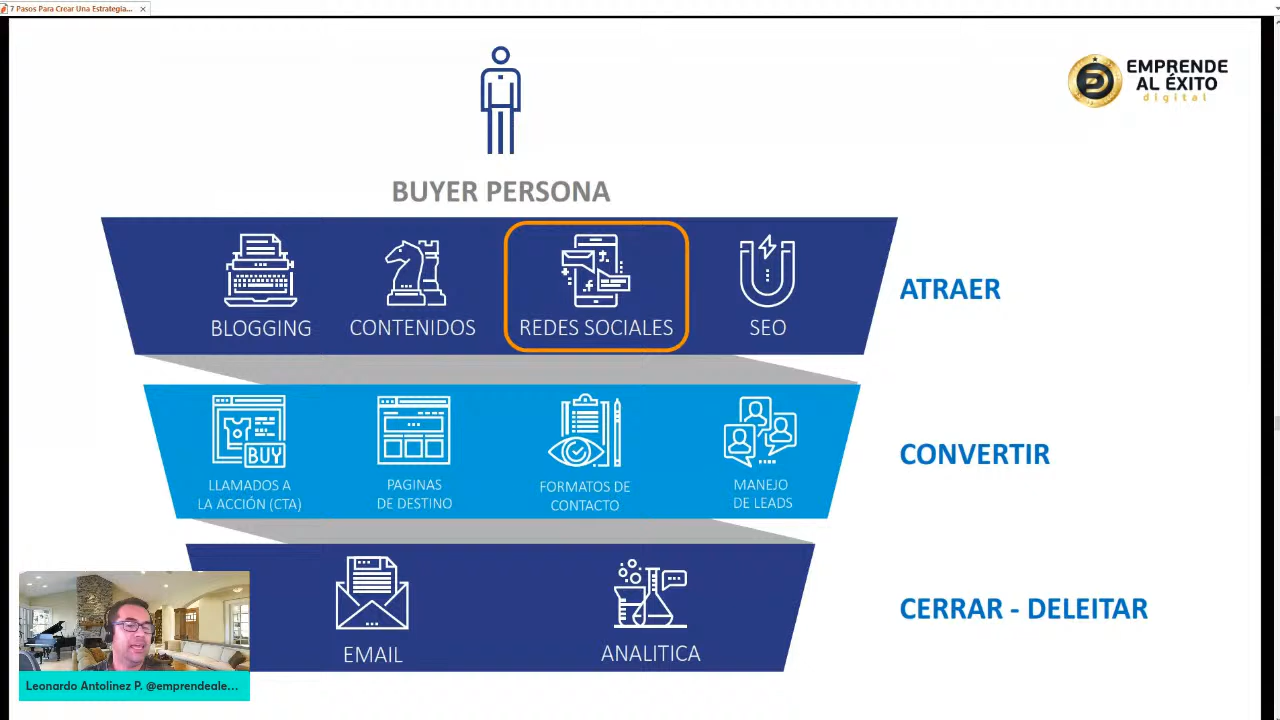 7 Pasos Para Crear Una Estrategia...
EMPRENDE
AL ÉXITO
digital
BUYER PERSONA
BLOGGING
CONTENIDOS
REDES SOCIALES
SEO
ATRAER
BUY
LLAMADOS A
LA ACCIÓN (CTA)
PAGINAS
DE DESTINO
FORMATOS DE
CONTACTO
MANEJO
DE LEADS
CONVERTIR
EMAIL
ANALITICA
CERRAR - DELEITAR
Leonardo Antolinez P. @emprendeale...